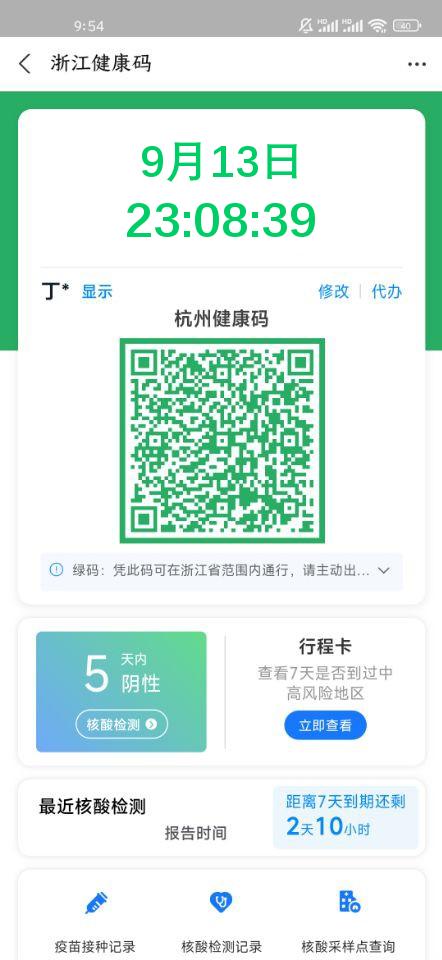 9:54
HD HD 40
浙江健康码
9月13日
23:08:39
丁* 显示 修改 | 代办
杭州健康码
绿码：凭此码可在浙江省范围内通行，请主动出...
5 天内
阴性
核酸检测
行程卡
查看7天是否到过中
高风险地区
立即查看
最近核酸检测
报告时间
距离7天到期还剩
2天10小时
疫苗接种记录 核酸检测记录 核酸采样点查询